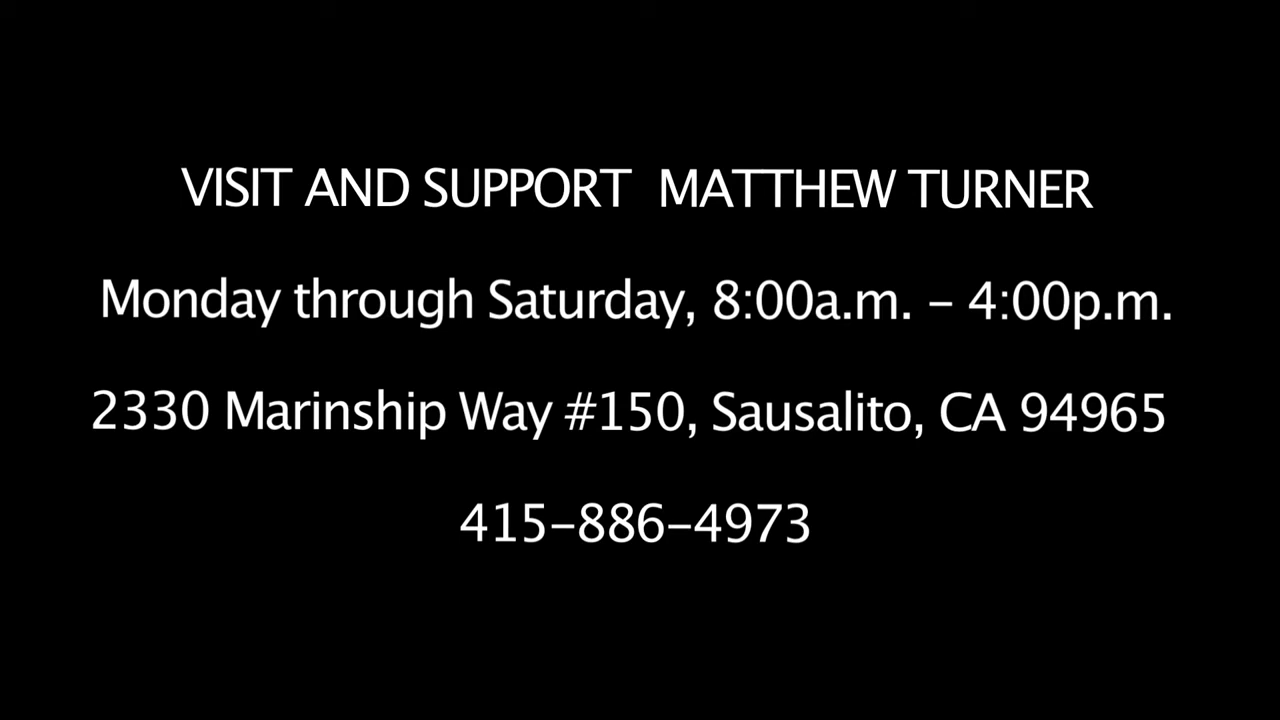 VISIT AND SUPPORT  MATTHEW TURNER
Monday through Saturday, 8:00a.m. – 4:00p.m.
2330 Marinship Way #150, Sausalito, CA 94965
415–886–4973